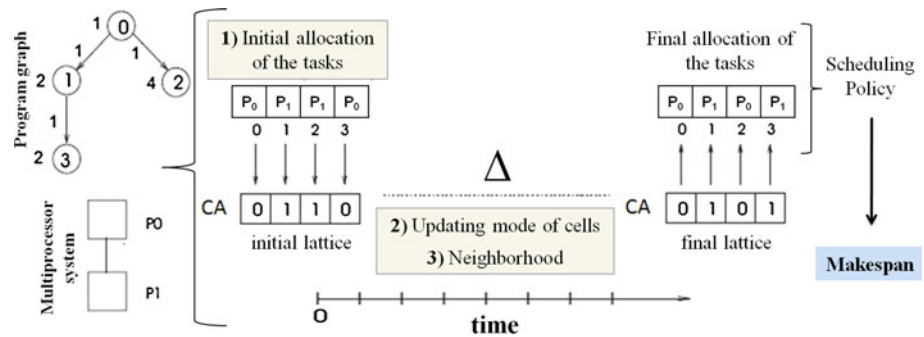 Program graph
1 0
1 1
2 1 4 2
1
2 3
Multiprocessor
system
P0
P1
1) Initial allocation
of the tasks
P0 P1 P1 P0
0 1 2 3
CA 0 1 1 0
initial lattice
Δ
2) Updating mode of cells
3) Neighborhood
0
time
Final allocation of
the tasks
P0 P1 P0 P1
0 1 2 3
CA 0 1 0 1
final lattice
Scheduling
Policy
Makespan